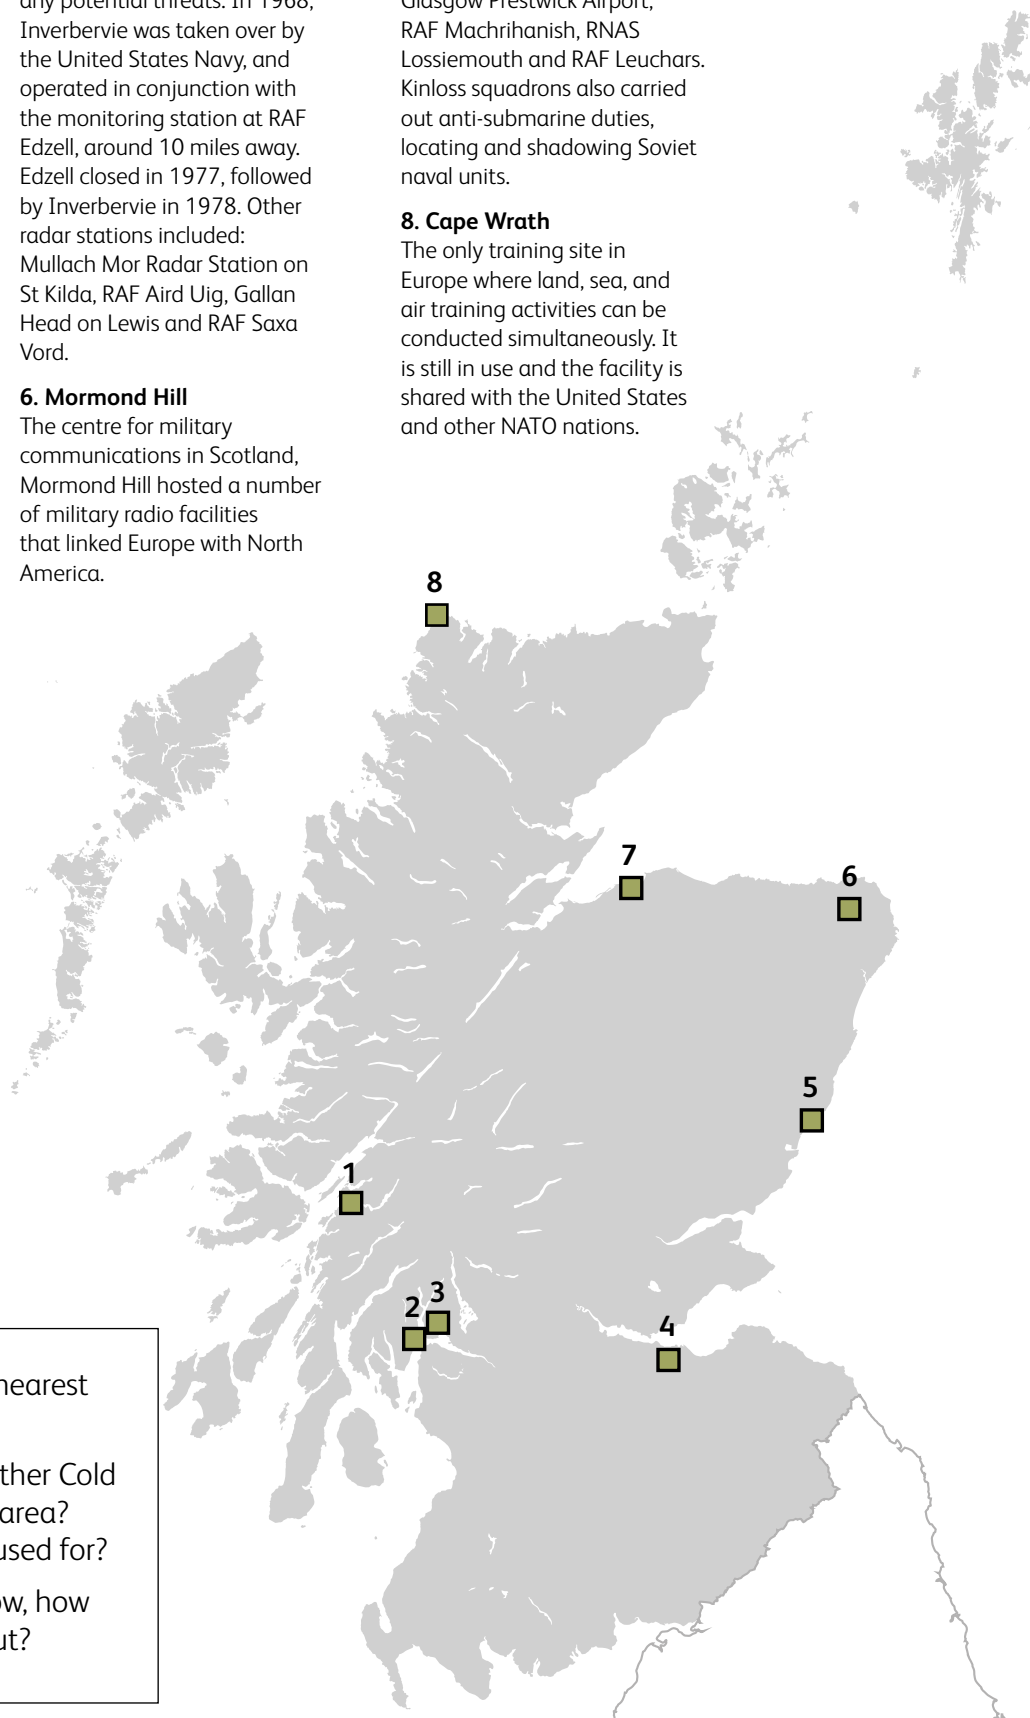 any potential threats. In 1968,
Inverbervie was taken over by
the United States Navy, and
operated in conjunction with
the monitoring station at RAF
Edzell, around 10 miles away.
Edzell closed in 1977, followed
by Inverbervie in 1978. Other
radar stations included:
Mullach Mor Radar Station on
St Kilda, RAF Aird Uig, Gallan
Head on Lewis and RAF Saxa
Vord.
6. Mormond Hill
The centre for military
communications in Scotland,
Mormond Hill hosted a number
of military radio facilities
that linked Europe with North
America.
Glasgow Prestwick Airport,
RAF Machrihanish, RNAS
Lossiemouth and RAF Leuchars.
Kinloss squadrons also carried
out anti-submarine duties,
locating and shadowing Soviet
naval units.
8. Cape Wrath
The only training site in
Europe where land, sea, and
air training activities can be
conducted simultaneously. It
is still in use and the facility is
shared with the United States
and other NATO nations.
8
7
6
5
1
3
2
4
nearest
ther Cold
area?
used for?
ow, how
ut?